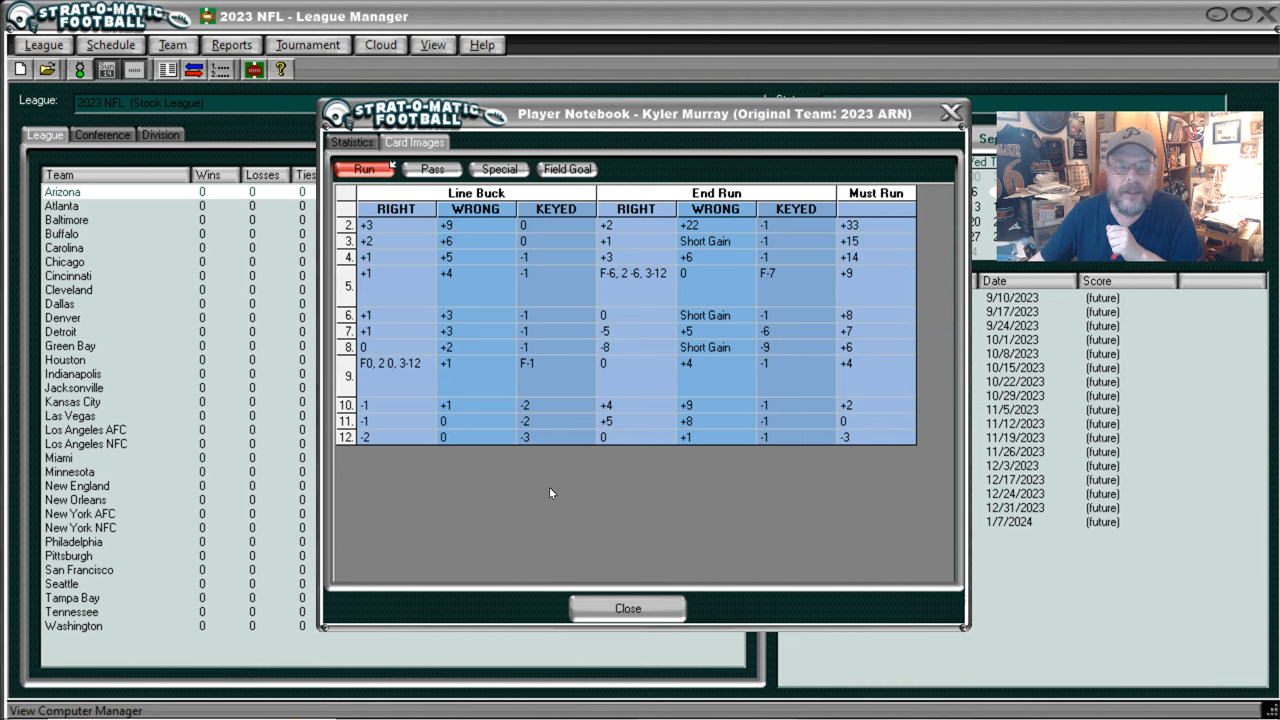 STRAT-O-MATIC FOOTBALL 2023 NFL - League Manager
League Schedule Team Reports Tournament Cloud View Help
League: 2023 NFL (Stock League)
League Conference Division
Team Wins Losses Ties
Arizona 0 0 0
Atlanta 0 0 0
Baltimore 0 0 0
Buffalo 0 0 0
Carolina 0 0 0
Chicago 0 0 0
Cincinnati 0 0 0
Cleveland 0 0 0
Dallas 0 0 0
Denver 0 0 0
Detroit 0 0 0
Green Bay 0 0 0
Houston 0 0 0
Indianapolis 0 0 0
Jacksonville 0 0 0
Kansas City 0 0 0
Las Vegas 0 0 0
Los Angeles AFC 0 0 0
Los Angeles NFC 0 0 0
Miami 0 0 0
Minnesota 0 0 0
New England 0 0 0
New Orleans 0 0 0
New York AFC 0 0 0
New York NFC 0 0 0
Philadelphia 0 0 0
Pittsburgh 0 0 0
San Francisco 0 0 0
Seattle 0 0 0
Tampa Bay 0 0 0
Tennessee 0 0 0
Washington 0 0 0
STRAT-O-MATIC FOOTBALL Player Notebook - Kyler Murray (Original Team: 2023 ARN)
Statistics Card Images
Run Pass Special Field Goal
Line Buck End Run Must Run
RIGHT WRONG KEYED RIGHT WRONG KEYED
2. +3 +9 0 +2 +22 -1 +33
3. +2 +6 0 +1 Short Gain -1 +15
4. +1 +5 -1 +3 +6 -1 +14
5. +1 +4 -1 F-6, 2 -6, 3-12 0 F-7 +9
6. +1 +3 -1 0 Short Gain -1 +8
7. +1 +3 -1 -5 +5 -6 +7
8. 0 +2 -1 -8 Short Gain -9 +6
9. F0, 2 0, 3-12 +1 F-1 0 +4 -1 +4
10. -1 +1 -2 +4 +9 -1 +2
11. -1 0 -2 +5 +8 -1 0
12. -2 0 -3 0 +1 -1 -3
Close
Date Score
9/10/2023 (future)
9/17/2023 (future)
9/24/2023 (future)
10/1/2023 (future)
10/8/2023 (future)
10/15/2023 (future)
10/22/2023 (future)
10/29/2023 (future)
11/5/2023 (future)
11/12/2023 (future)
11/19/2023 (future)
11/26/2023 (future)
12/3/2023 (future)
12/17/2023 (future)
12/24/2023 (future)
12/31/2023 (future)
1/7/2024 (future)
View Computer Manager